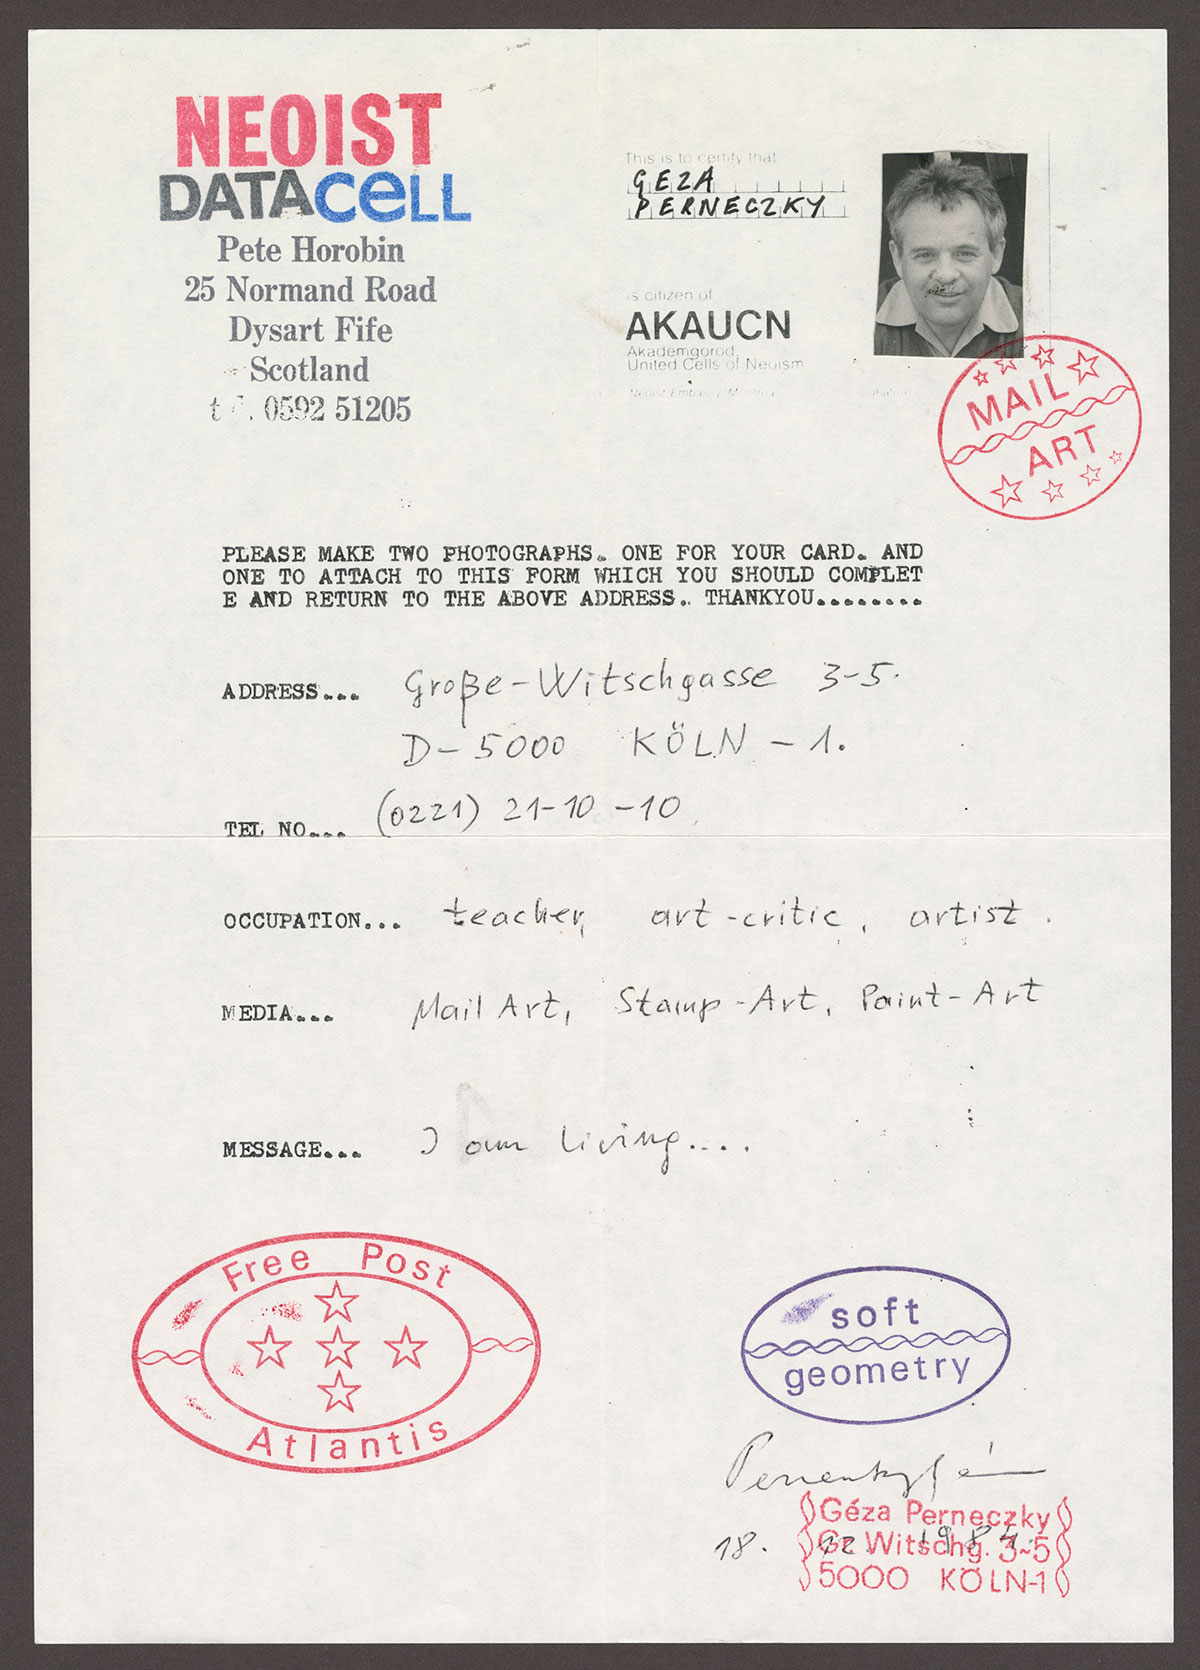 NEOIST
DATACELL
Pete Horobin
25 Normand Road
Dysart Fife
Scotland
0592 51205
This is to certify that
GEZA
PERNECZKY
is citizen of
AKAUCN
Akademgorod
United Cells of Neoism
Neoist Embassy
MAIL
ART
PLEASE MAKE TWO PHOTOGRAPHS. ONE FOR YOUR CARD. AND
ONE TO ATTACH TO THIS FORM WHICH YOU SHOULD COMPLET
E AND RETURN TO THE ABOVE ADDRESS. THANKYOU........
ADDRESS... Große-Witschgasse 3-5.
D-5000 KÖLN-1.
TEL NO... (0221) 21-10-10
OCCUPATION... teacher, art-critic, artist.
MEDIA... Mail Art, Stamp-Art, Paint-Art
MESSAGE... I am living....
Free Post
Atlantis
soft
geometry
Géza Perneczky
Gr. Witschg. 3-5
18. 12. 1984.
5000 KÖLN-1